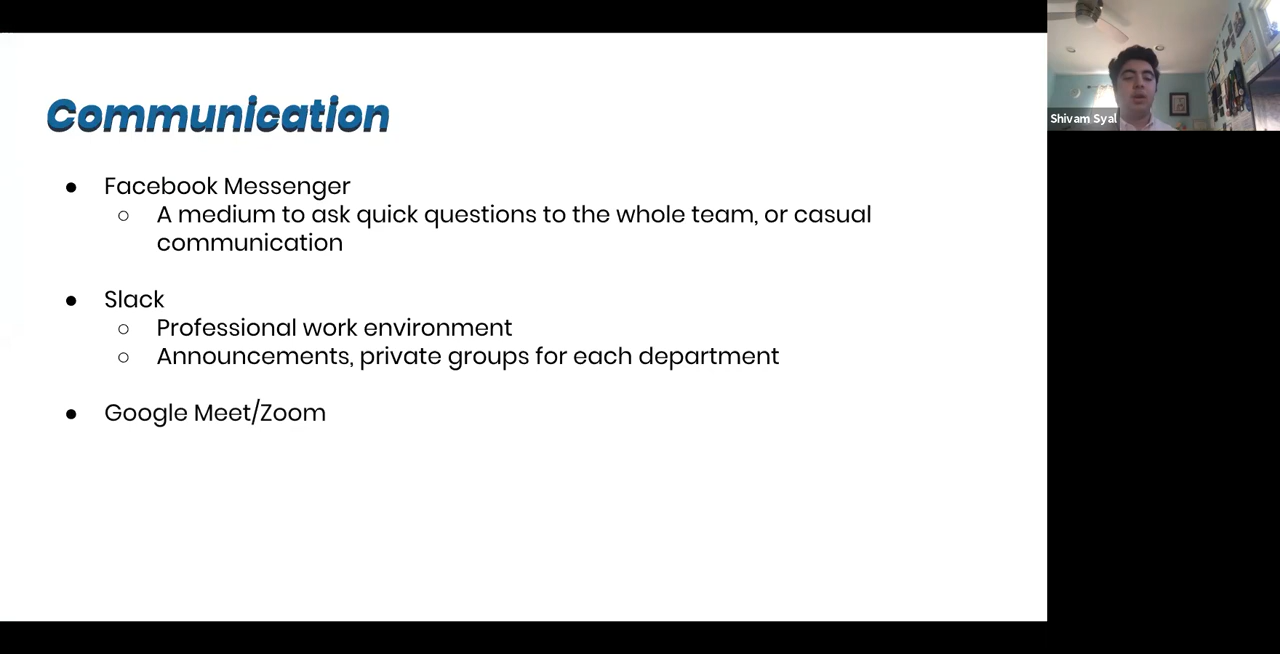 Communication
● Facebook Messenger
○ A medium to ask quick questions to the whole team, or casual
communication
● Slack
○ Professional work environment
○ Announcements, private groups for each department
● Google Meet/Zoom
Shivam Syal